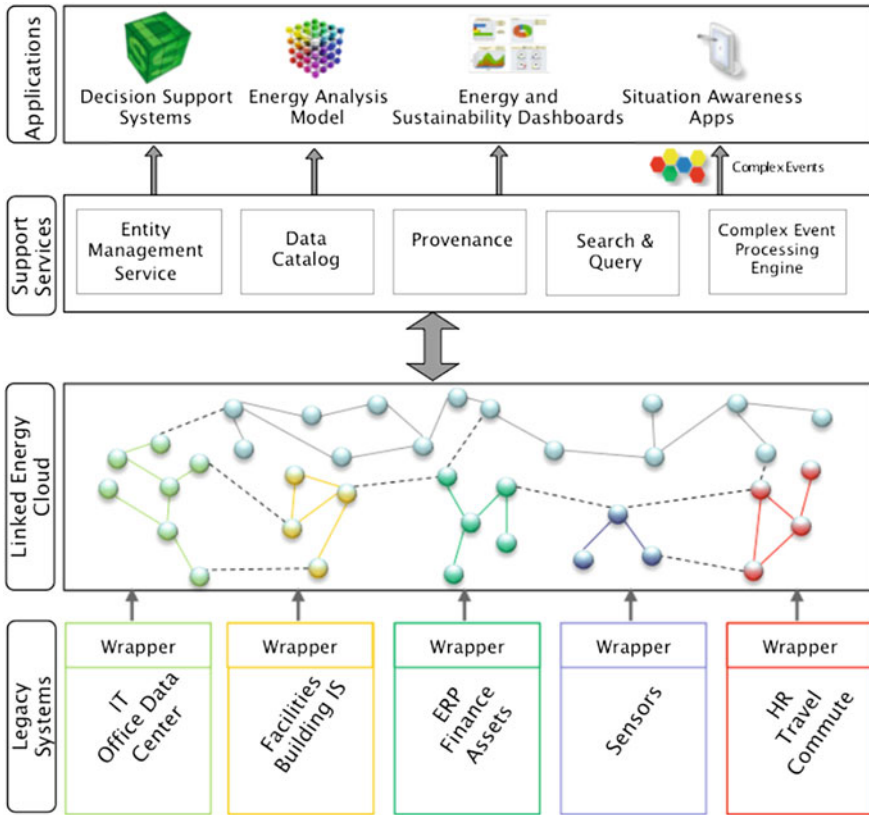 Applications
Decision Support
Systems
Energy Analysis
Model
Energy and
Sustainability Dashboards
Situation Awareness
Apps
Complex Events
Support
Services
Entity
Management
Service
Data
Catalog
Provenance
Search &
Query
Complex Event
Processing
Engine
Linked Energy
Cloud
Legacy
Systems
Wrapper
IT
Office Data
Center
Wrapper
Facilities
Building IS
Wrapper
ERP
Finance
Assets
Wrapper
Sensors
Wrapper
HR
Travel
Commute